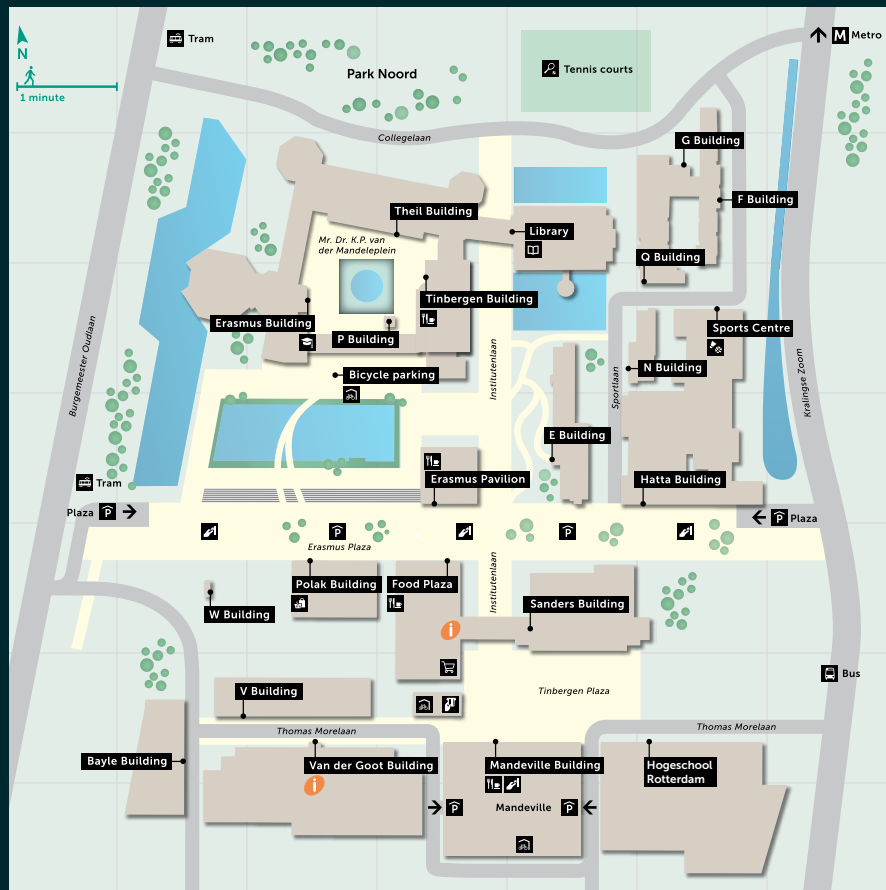 N
1 minute
Tram
Park Noord
Tennis courts
M Metro
Collegelaan
G Building
F Building
Theil Building
Library
Mr. Dr. K.P. van
der Mandeleplein
Q Building
Tinbergen Building
Erasmus Building
P Building
Sports Centre
Burgemeester Oudlaan
Institutenlaan
Sportlaan
Kralingse Zoom
Bicycle parking
N Building
E Building
Erasmus Pavilion
Hatta Building
Tram
Plaza P
P Plaza
P
P
Erasmus Plaza
Institutenlaan
Polak Building
Food Plaza
W Building
Sanders Building
i
Bus
V Building
Tinbergen Plaza
Thomas Morelaan
Thomas Morelaan
Bayle Building
Van der Goot Building
Mandeville Building
Hogeschool
Rotterdam
i
P Mandeville P